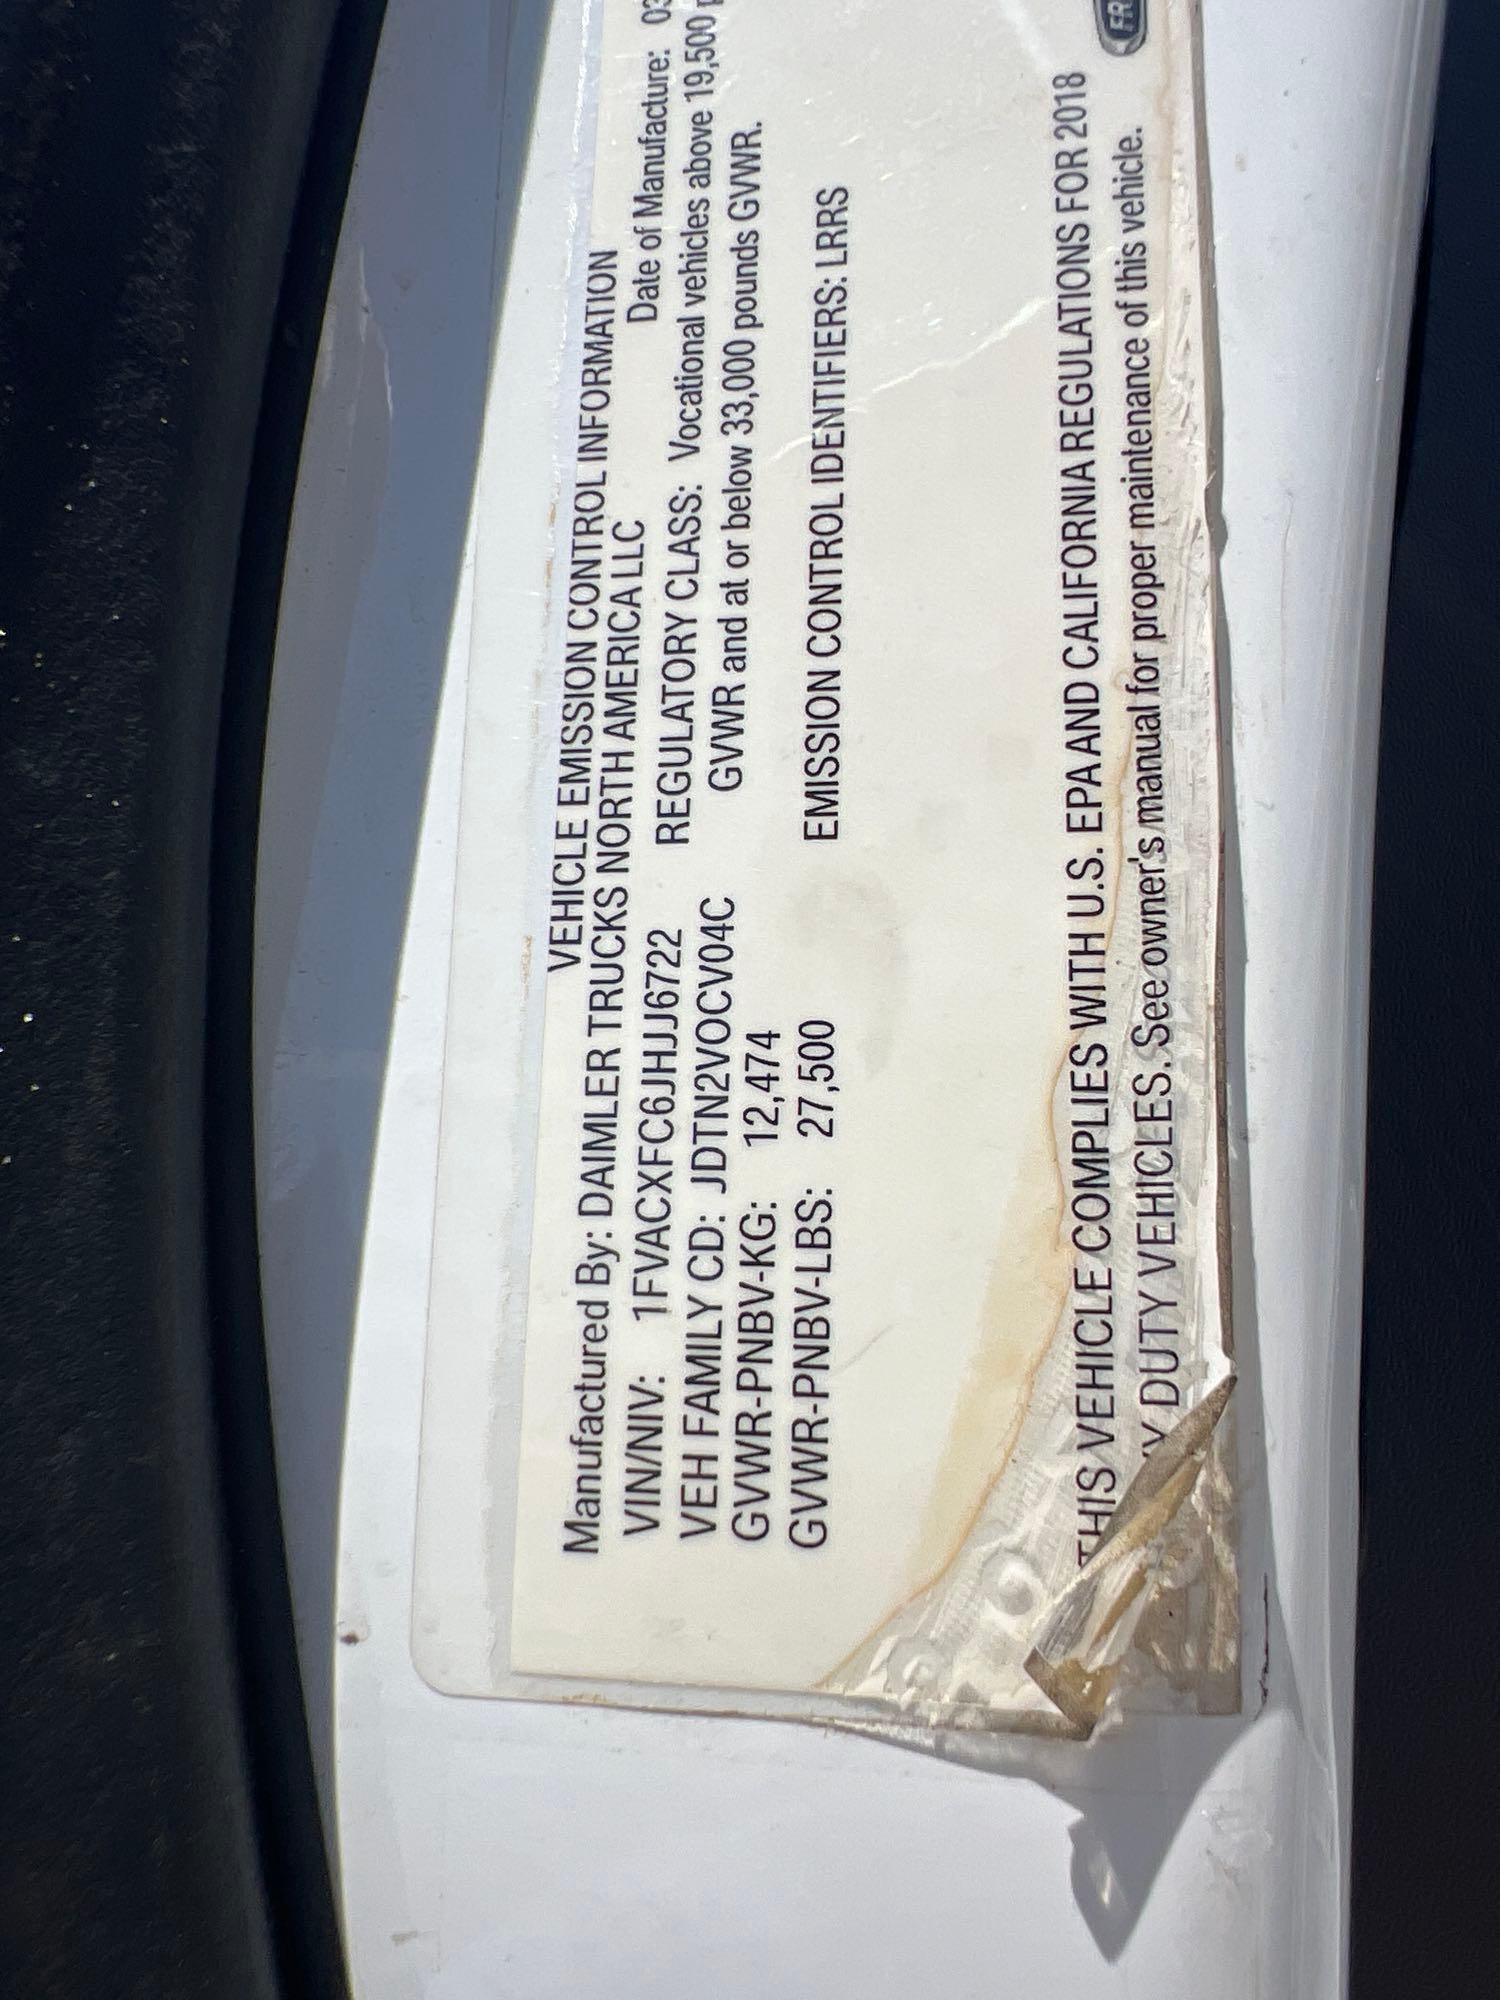 VEHICLE EMISSION CONTROL INFORMATION
Manufactured By: DAIMLER TRUCKS NORTH AMERICA LLC
VIN/NIV: 1FVACXFC6JHJJ6722 Date of Manufacture: 03
VEH FAMILY CD: JDTN2VOCV04C REGULATORY CLASS: Vocational vehicles above 19,500
GVWR-PNBV-KG: 12,474 GVWR and at or below 33,000 pounds GVWR.
GVWR-PNBV-LBS: 27,500 EMISSION CONTROL IDENTIFIERS: LRRS
THIS VEHICLE COMPLIES WITH U.S. EPA AND CALIFORNIA REGULATIONS FOR 2018
DUTY VEHICLES. See owner's manual for proper maintenance of this vehicle.
FR